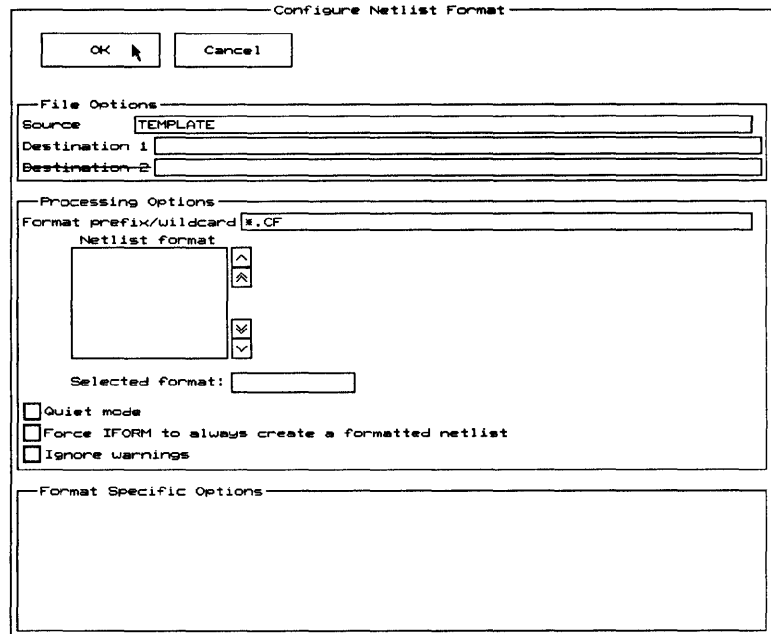 Configure Netlist Format
OK Cancel
File Options
Source TEMPLATE
Destination 1
Destination 2
Processing Options
Format prefix/wildcard *.CF
Netlist format
Selected format:
Quiet mode
Force IFORM to always create a formatted netlist
Ignore warnings
Format Specific Options